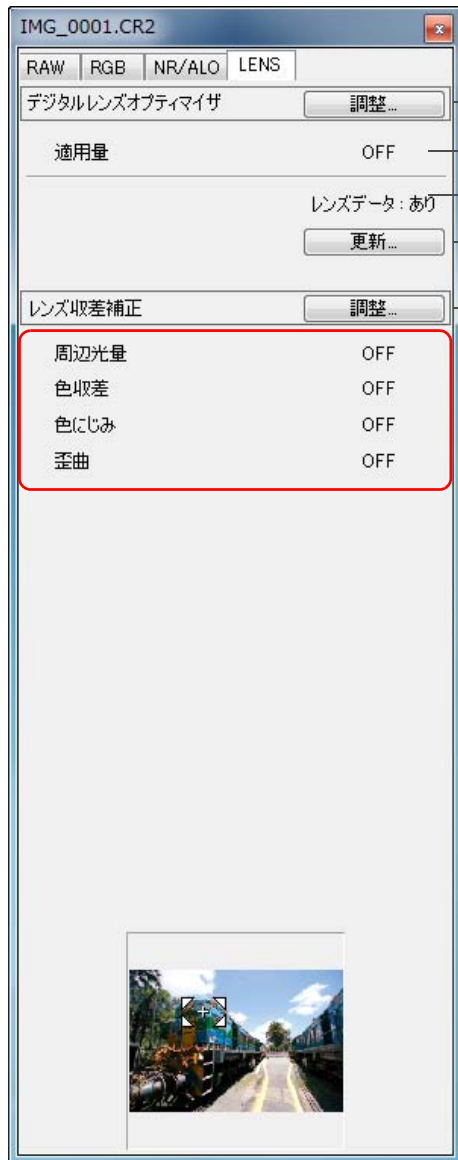 IMG_0001.CR2
RAW RGB NR/ALO LENS
デジタルレンズオプティマイザ 調整...
適用量 OFF
レンズデータ : あり
更新...
レンズ収差補正 調整...
周辺光量 OFF
色収差 OFF
色にじみ OFF
歪曲 OFF